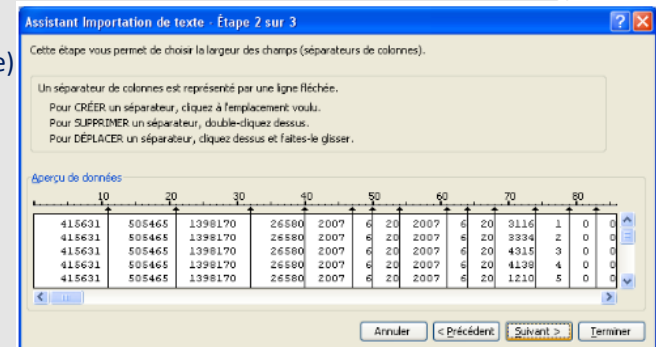 e)
Assistant Importation de texte - Étape 2 sur 3
Cette étape vous permet de choisir la largeur des champs (séparateurs de colonnes).
Un séparateur de colonnes est représenté par une ligne fléchée.
Pour CRÉER un séparateur, cliquez à l'emplacement voulu.
Pour SUPPRIMER un séparateur, double-cliquez dessus.
Pour DÉPLACER un séparateur, cliquez dessus et faites-le glisser.
Aperçu de données
10 20 30 40 50 60 70 80
415631 505465 1398170 26580 2007 6 20 2007 6 20 3116 1 0 0
415631 505465 1398170 26580 2007 6 20 2007 6 20 3334 2 0 0
415631 505465 1398170 26580 2007 6 20 2007 6 20 4315 3 0 0
415631 505465 1398170 26580 2007 6 20 2007 6 20 4138 4 0 0
415631 505465 1398170 26580 2007 6 20 2007 6 20 1210 5 0 0
Annuler < Précédent Suivant > Terminer